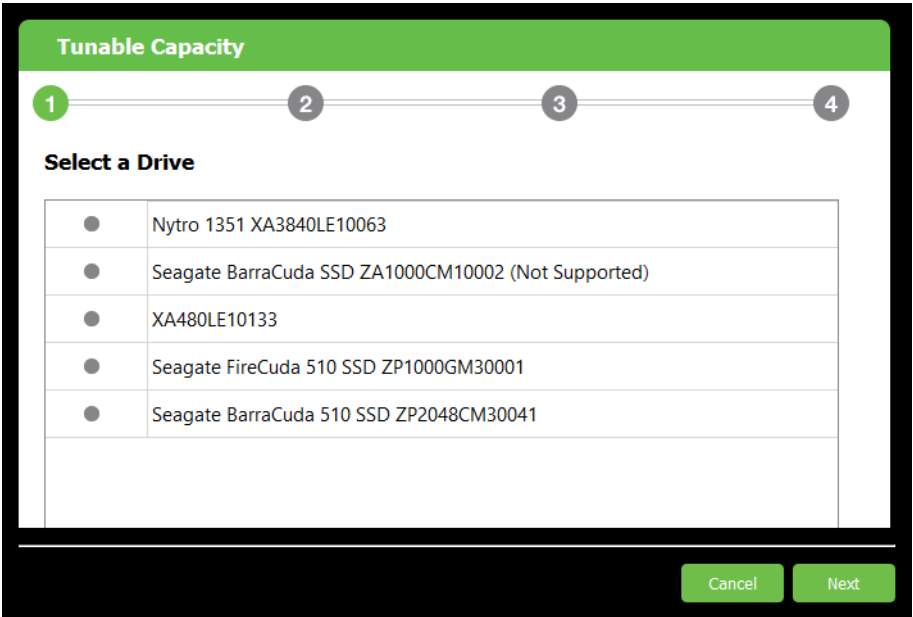 Tunable Capacity
1 2 3 4
Select a Drive
Nytro 1351 XA3840LE10063
Seagate BarraCuda SSD ZA1000CM10002 (Not Supported)
XA480LE10133
Seagate FireCuda 510 SSD ZP1000GM30001
Seagate BarraCuda 510 SSD ZP2048CM30041
Cancel Next